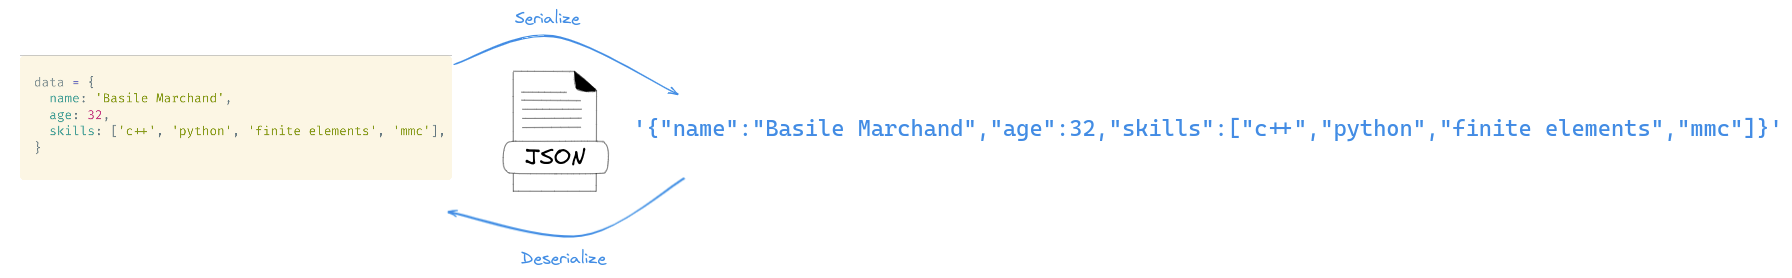 Serialize
data = {
  name: 'Basile Marchand',
  age: 32,
  skills: ['c++', 'python', 'finite elements', 'mmc'],
}
JSON
'{"name":"Basile Marchand","age":32,"skills":["c++","python","finite elements","mmc"]}'
Deserialize